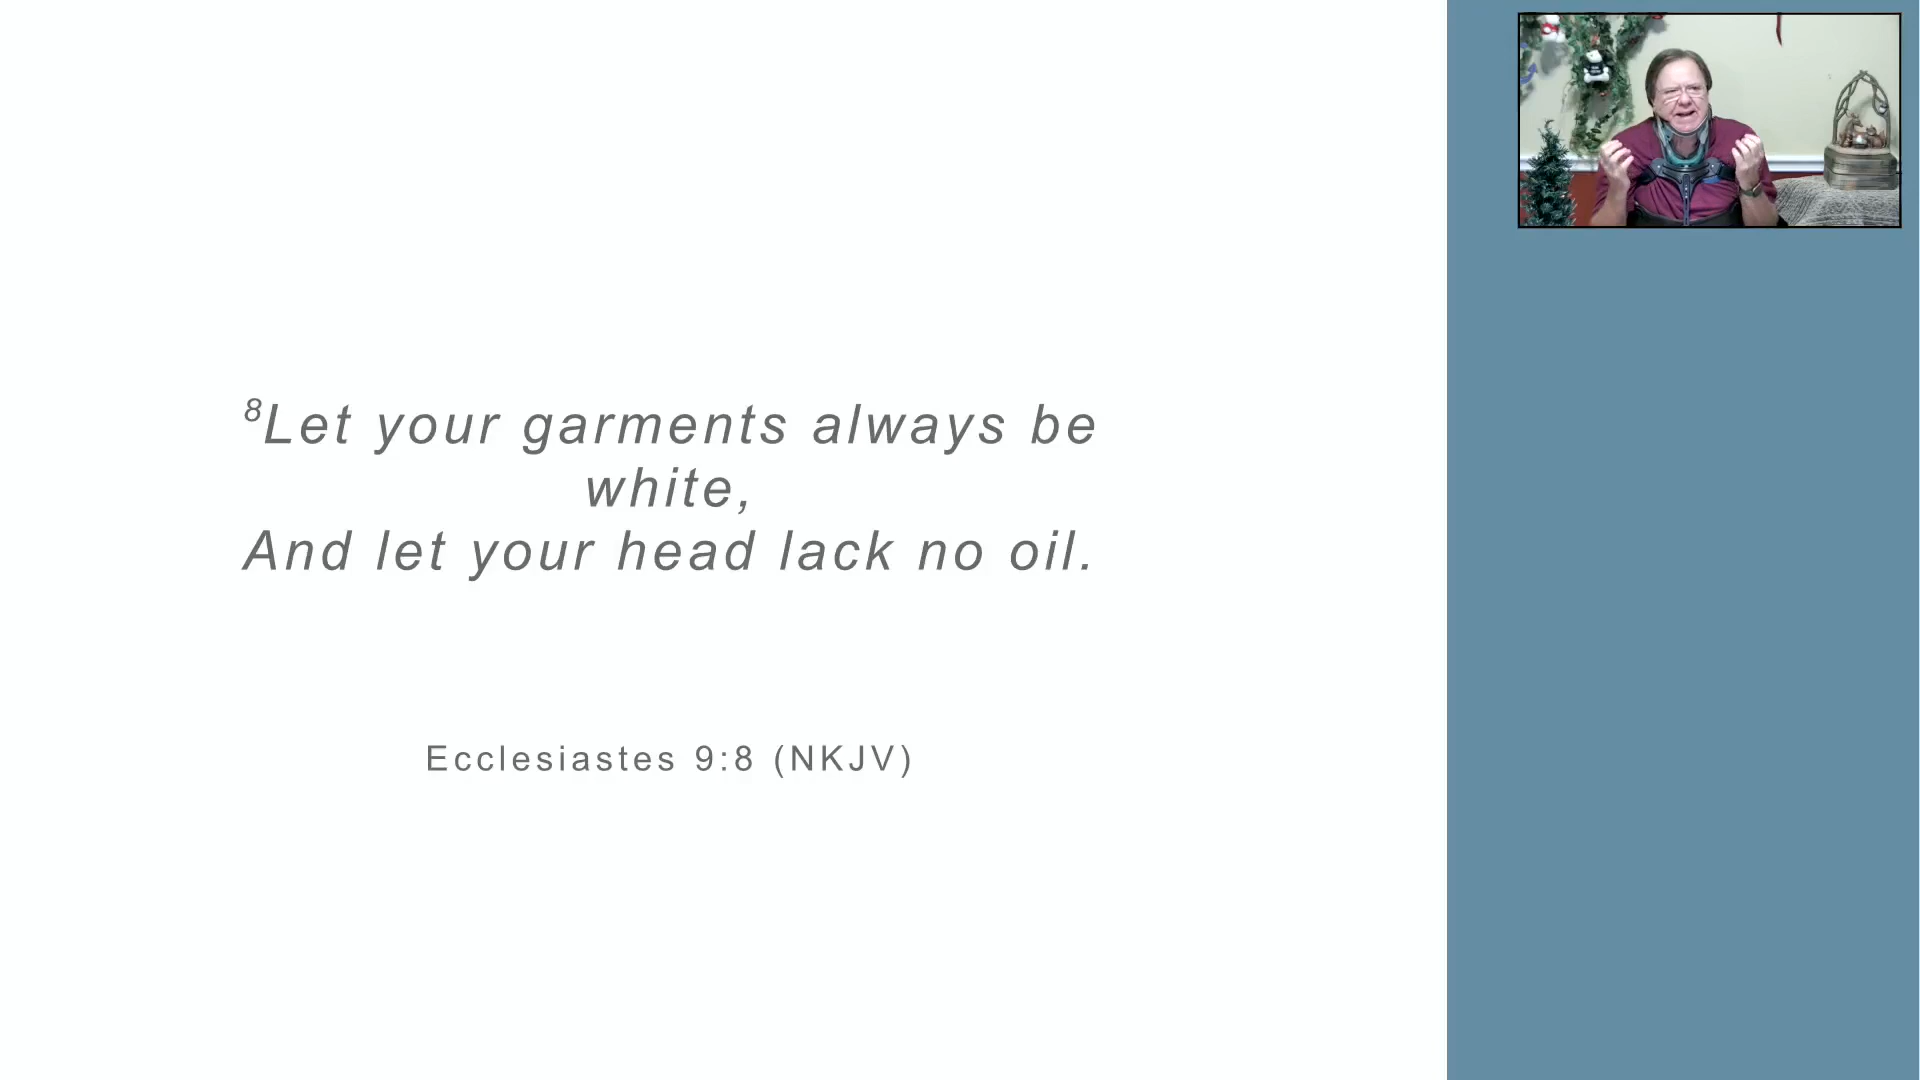 ⁸Let your garments always be
white,
And let your head lack no oil.
Ecclesiastes 9:8 (NKJV)